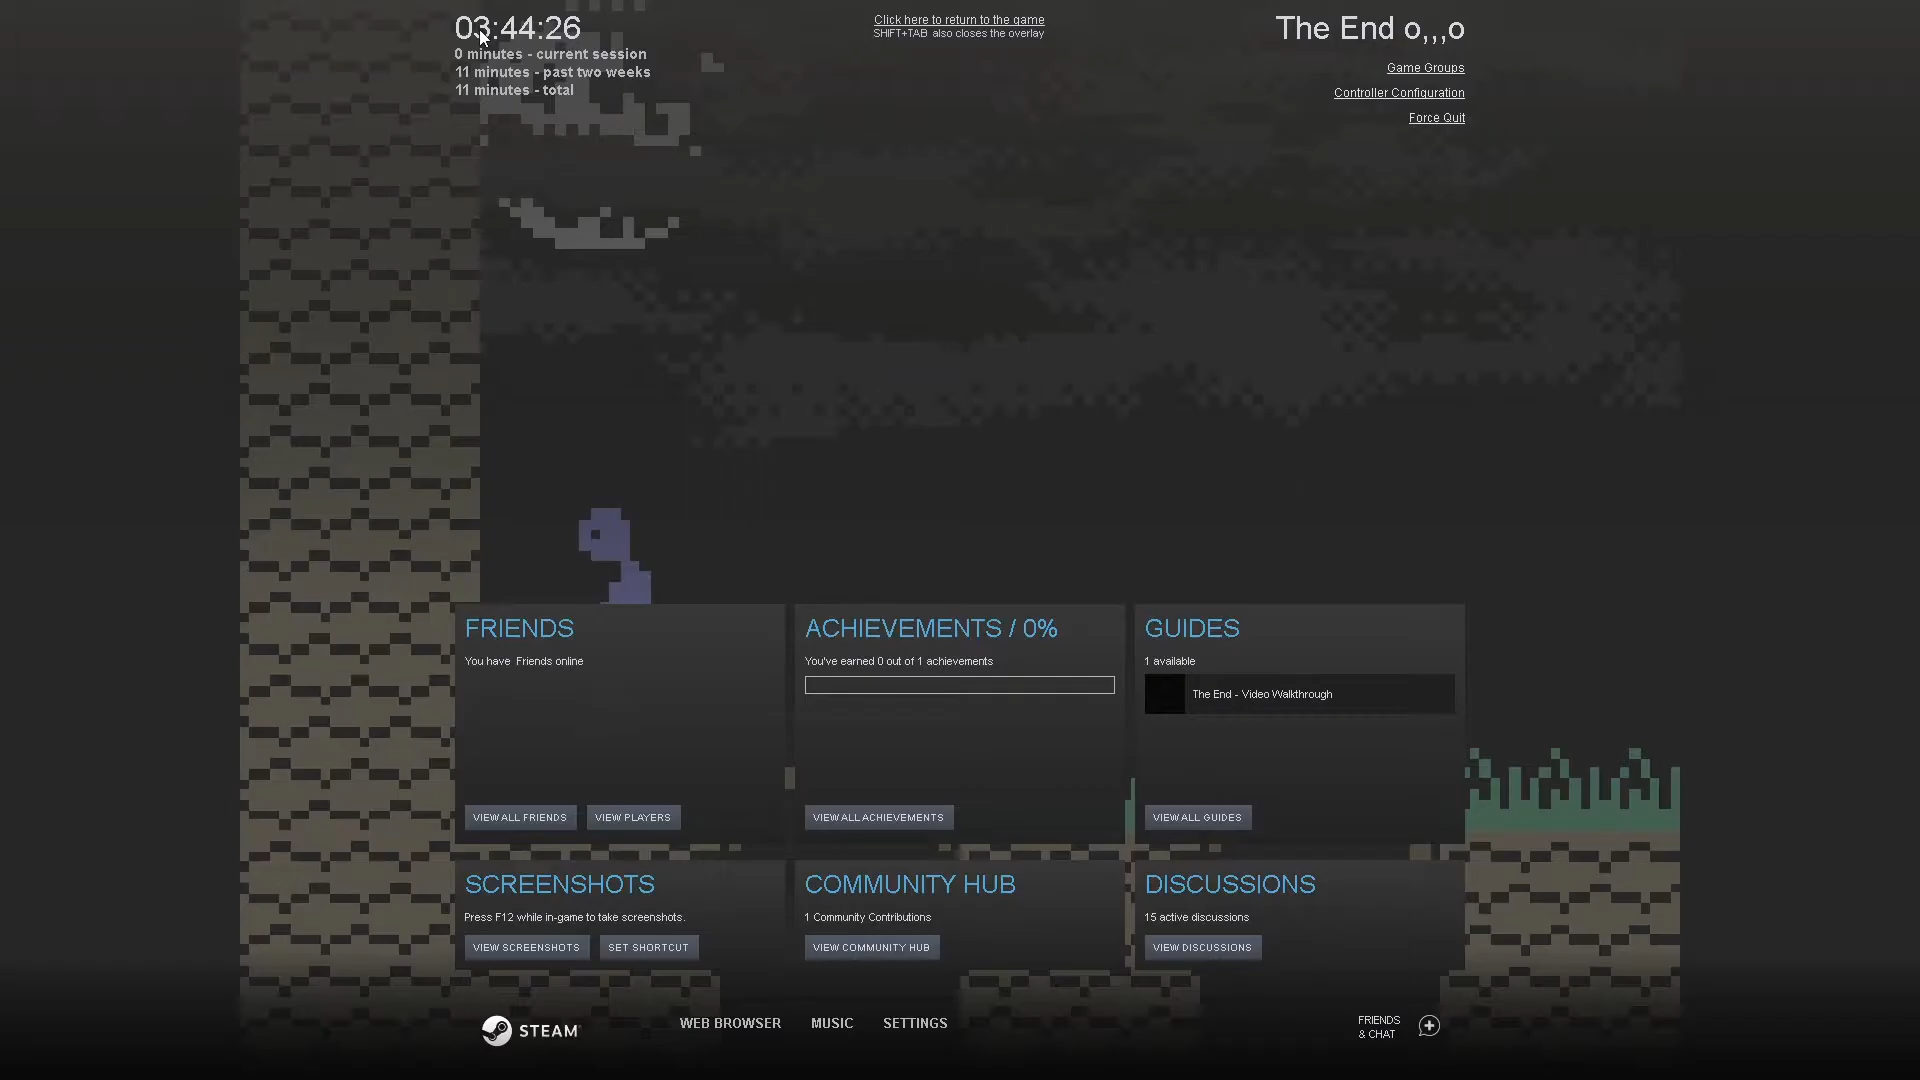 03:44:26
0 minutes - current session
11 minutes - past two weeks
11 minutes - total
Click here to return to the game
SHIFT+TAB also closes the overlay
The End o,,,o
Game Groups
Controller Configuration
Force Quit
FRIENDS
You have Friends online
VIEW ALL FRIENDS
VIEW PLAYERS
ACHIEVEMENTS / 0%
You've earned 0 out of 1 achievements
VIEW ALL ACHIEVEMENTS
GUIDES
1 available
The End - Video Walkthrough
VIEW ALL GUIDES
SCREENSHOTS
Press F12 while in-game to take screenshots.
VIEW SCREENSHOTS
SET SHORTCUT
COMMUNITY HUB
1 Community Contributions
VIEW COMMUNITY HUB
DISCUSSIONS
15 active discussions
VIEW DISCUSSIONS
STEAM
WEB BROWSER
MUSIC
SETTINGS
FRIENDS
& CHAT